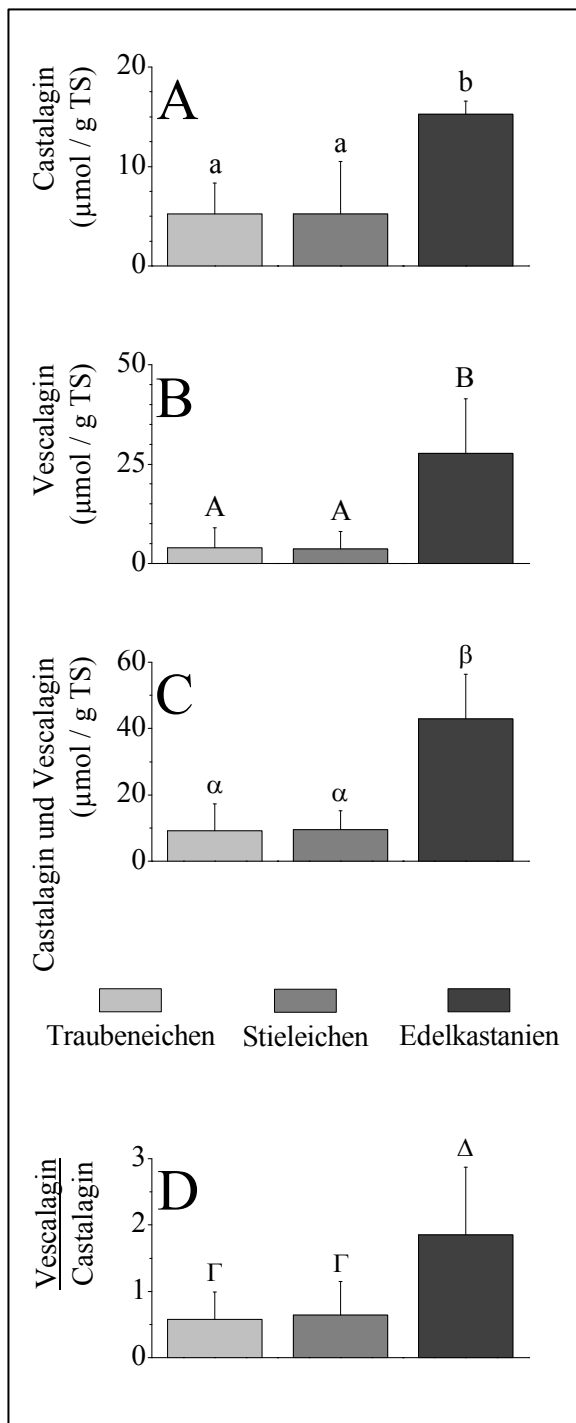 A
Castalagin
(µmol / g TS)
20
10
0
a
a
b
B
Vescalagin
(µmol / g TS)
50
25
0
A
A
B
C
Castalagin und Vescalagin
(µmol / g TS)
60
40
20
0
α
α
β
Traubeneichen
Stieleichen
Edelkastanien
D
Vescalagin
Castalagin
3
2
1
0
Γ
Γ
Δ